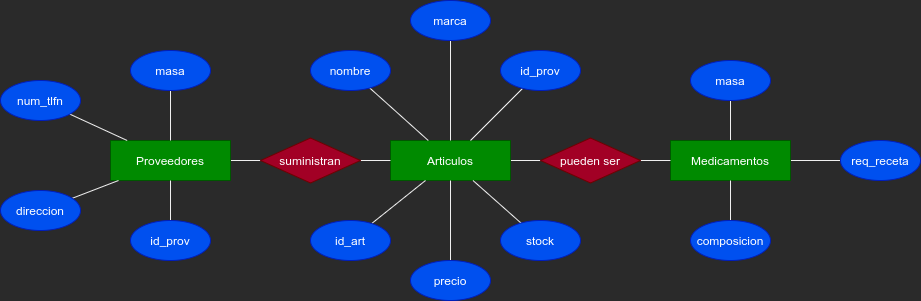 marca
masa
nombre
id_prov
masa
num_tlfn
Proveedores
suministran
Articulos
pueden ser
Medicamentos
req_receta
direccion
id_prov
id_art
stock
composicion
precio